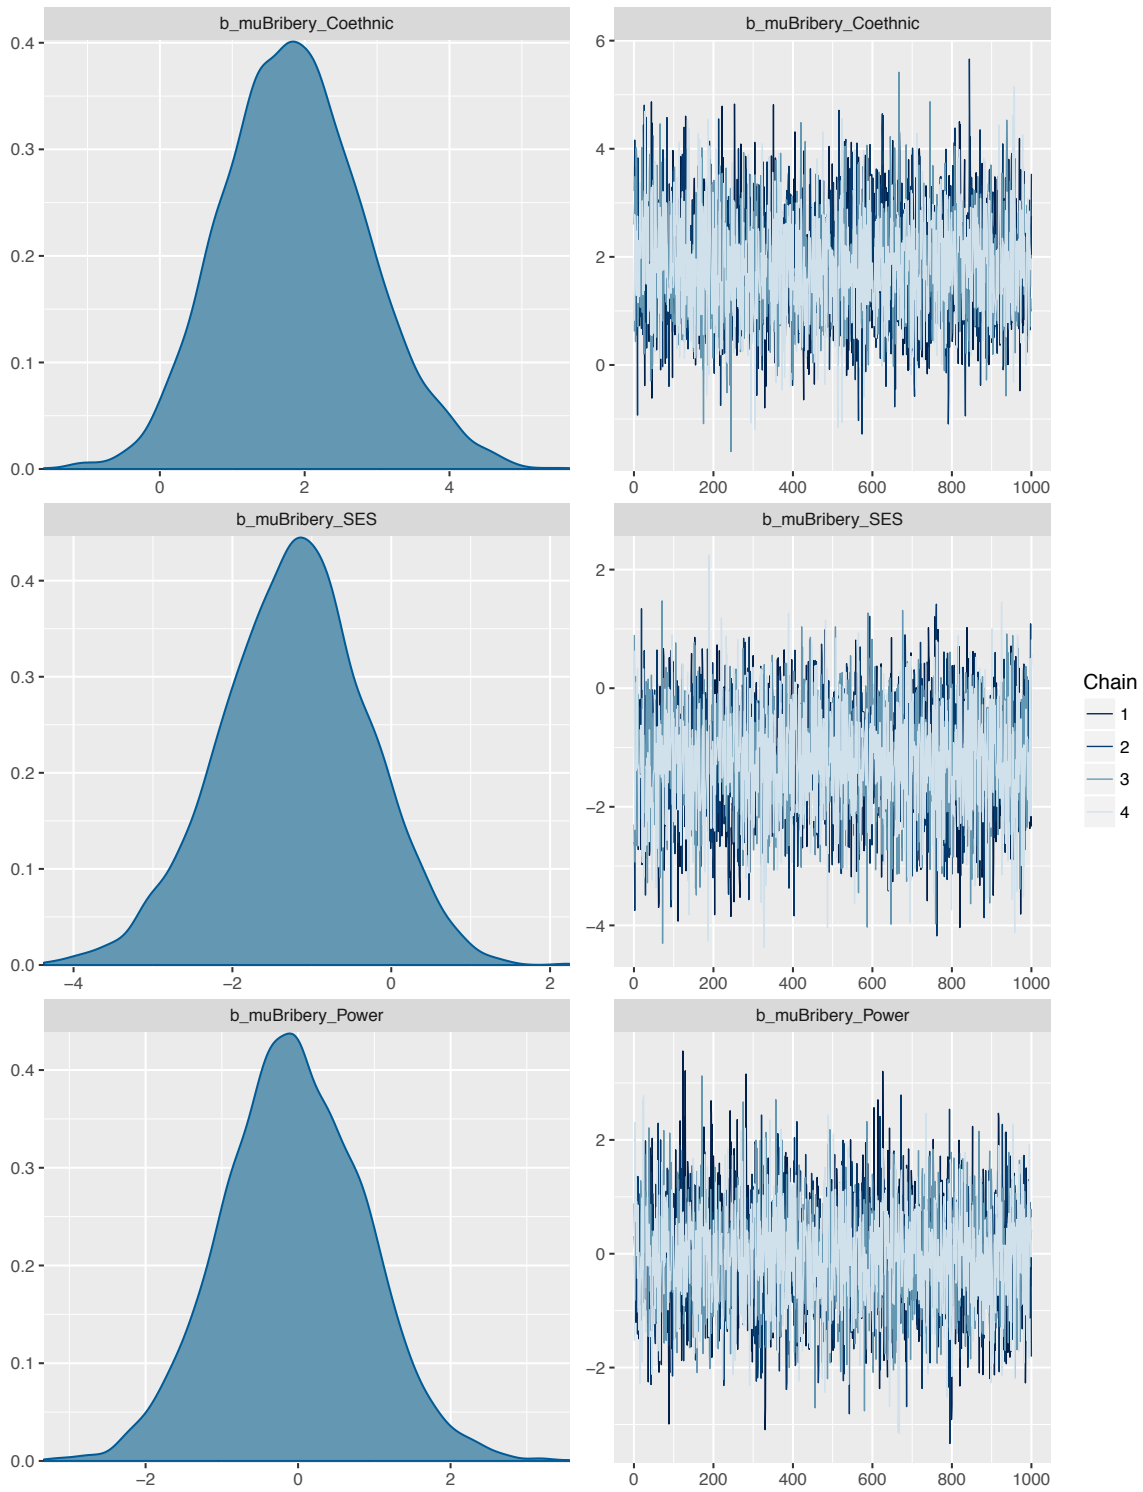 b_muBribery_Coethnic
0.4
0.3
0.2
0.1
0.0
0 2 4
b_muBribery_Coethnic
6
4
2
0
0 200 400 600 800 1000
b_muBribery_SES
0.4
0.3
0.2
0.1
0.0
−4 −2 0 2
b_muBribery_SES
2
0
−2
−4
0 200 400 600 800 1000
b_muBribery_Power
0.4
0.3
0.2
0.1
0.0
−2 0 2
b_muBribery_Power
2
0
−2
0 200 400 600 800 1000
Chain
1
2
3
4